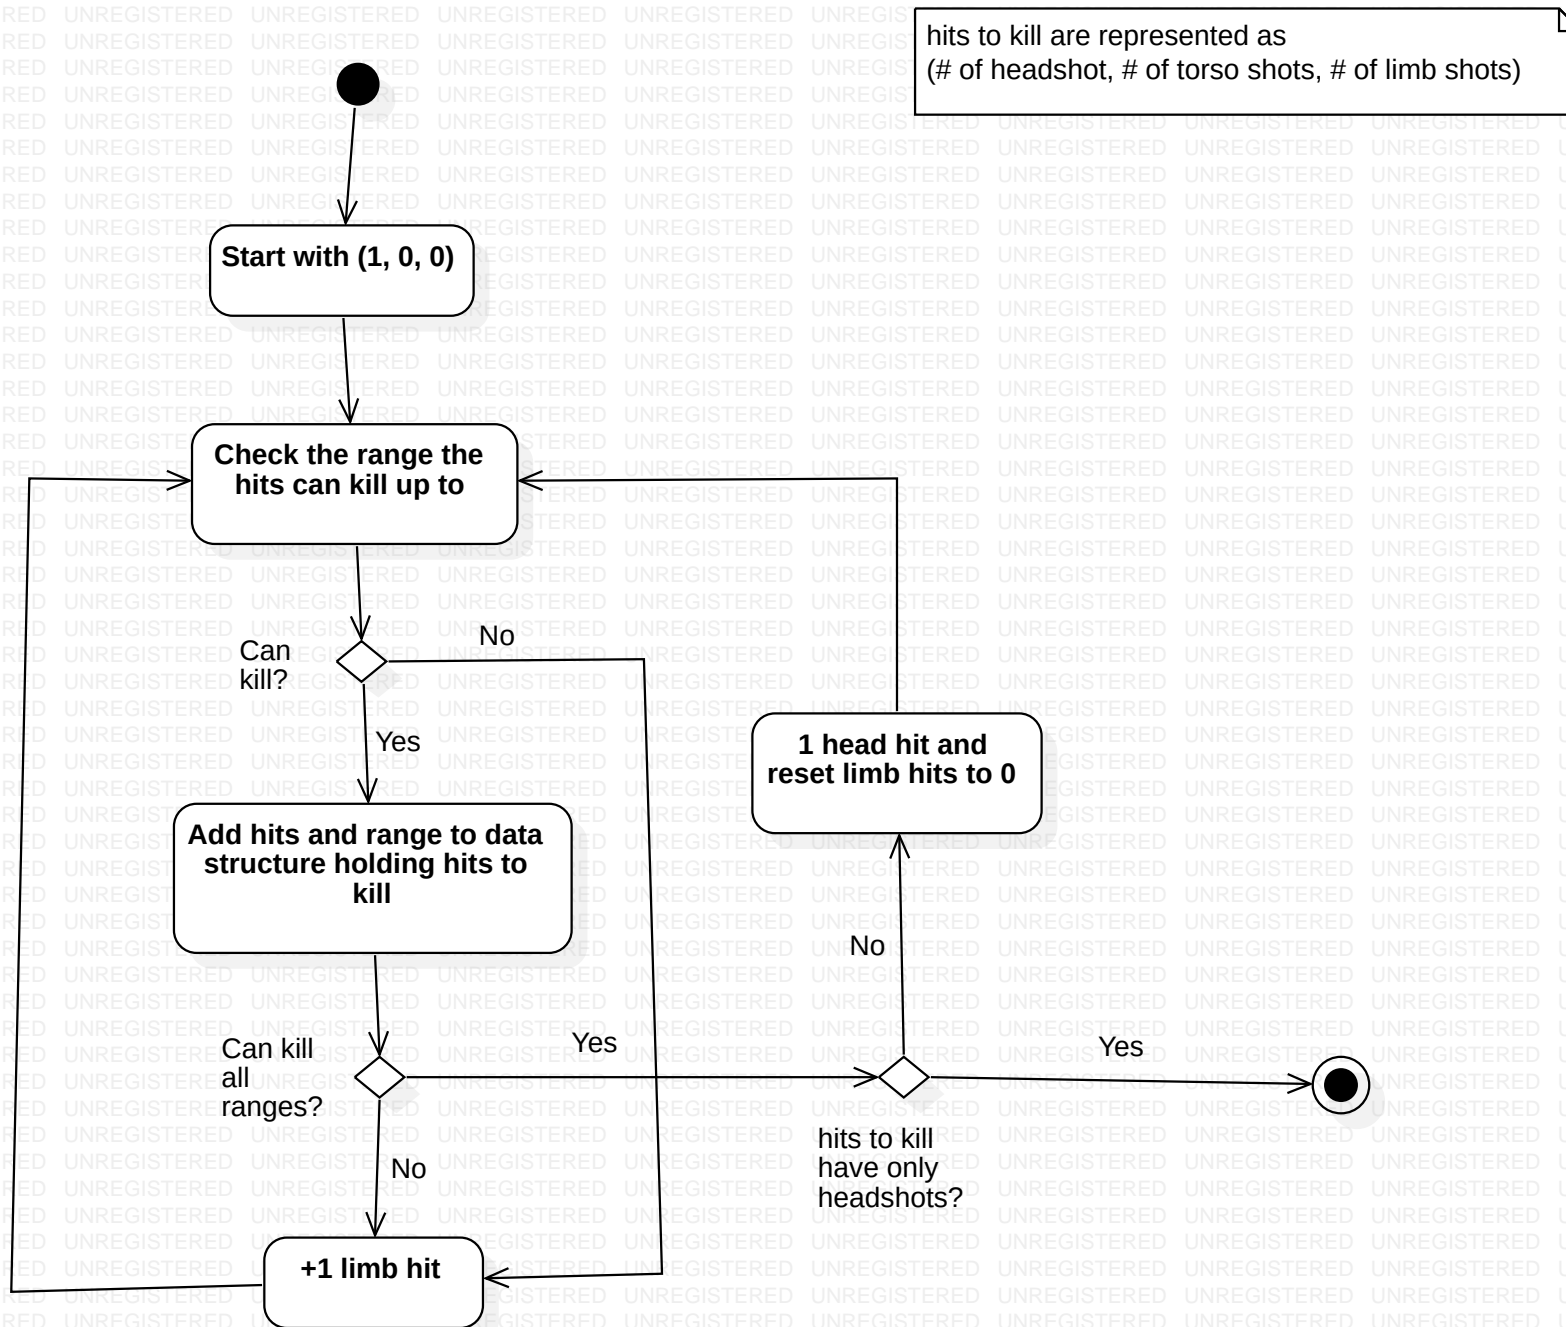 hits to kill are represented as
(# of headshot, # of torso shots, # of limb shots)
Start with (1, 0, 0)
Check the range the
hits can kill up to
Can
kill?
No
Yes
1 head hit and
reset limb hits to 0
Add hits and range to data
structure holding hits to
kill
No
Can kill
all
ranges?
Yes
Yes
hits to kill
have only
headshots?
No
+1 limb hit
UNREGISTERED